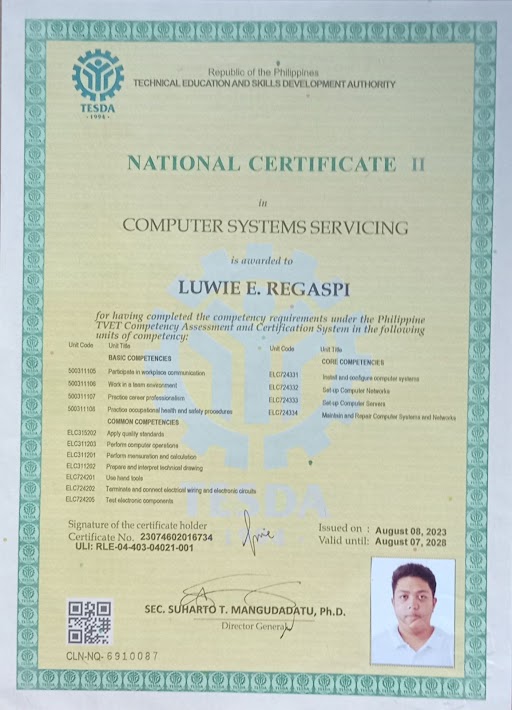 TESDA
· 1994 ·
Republic of the Philippines
TECHNICAL EDUCATION AND SKILLS DEVELOPMENT AUTHORITY
NATIONAL CERTIFICATE II
in
COMPUTER SYSTEMS SERVICING
is awarded to
LUWIE E. REGASPI
for having completed the competency requirements under the Philippine
TVET Competency Assessment and Certification System in the following
units of competency:
Unit Code Unit Title
BASIC COMPETENCIES
500311105 Participate in workplace communication
500311106 Work in a team environment
500311107 Practice career professionalism
500311108 Practice occupational health and safety procedures
COMMON COMPETENCIES
ELC315202 Apply quality standards
ELC311203 Perform computer operations
ELC311201 Perform mensuration and calculation
ELC311202 Prepare and interpret technical drawing
ELC724201 Use hand tools
ELC724202 Terminate and connect electrical wiring and electronic circuits
ELC724205 Test electronic components
Unit Code Unit Title
CORE COMPETENCIES
ELC724331 Install and configure computer systems
ELC724332 Set-up Computer Networks
ELC724333 Set-up Computer Servers
ELC724334 Maintain and Repair Computer Systems and Networks
TESDA
Signature of the certificate holder
Certificate No. 23074602016734
ULI: RLE-04-403-04021-001
Issued on : August 08, 2023
Valid until: August 07, 2028
SEC. SUHARTO T. MANGUDADATU, Ph.D.
Director General
CLN-NQ- 6910087